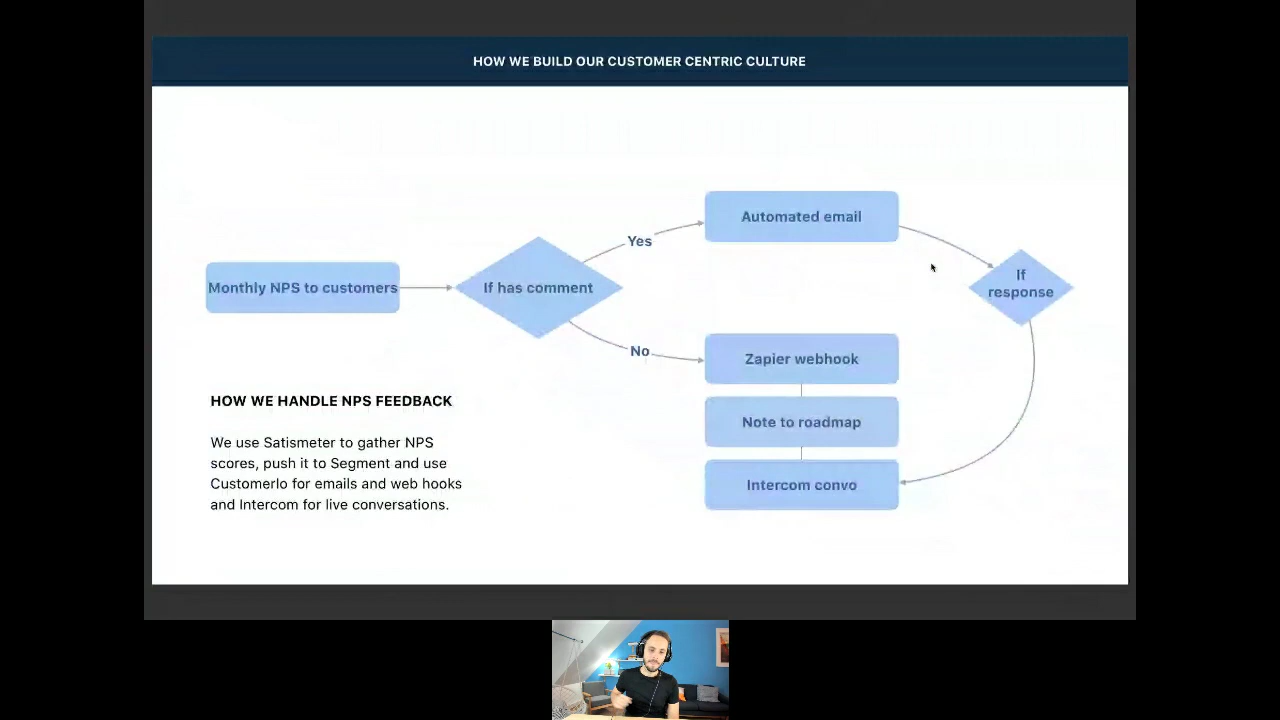 HOW WE BUILD OUR CUSTOMER CENTRIC CULTURE
Automated email
Yes
If
response
Monthly NPS to customers
If has comment
No
Zapier webhook
Note to roadmap
Intercom convo
HOW WE HANDLE NPS FEEDBACK
We use Satismeter to gather NPS
scores, push it to Segment and use
CustomerIo for emails and web hooks
and Intercom for live conversations.